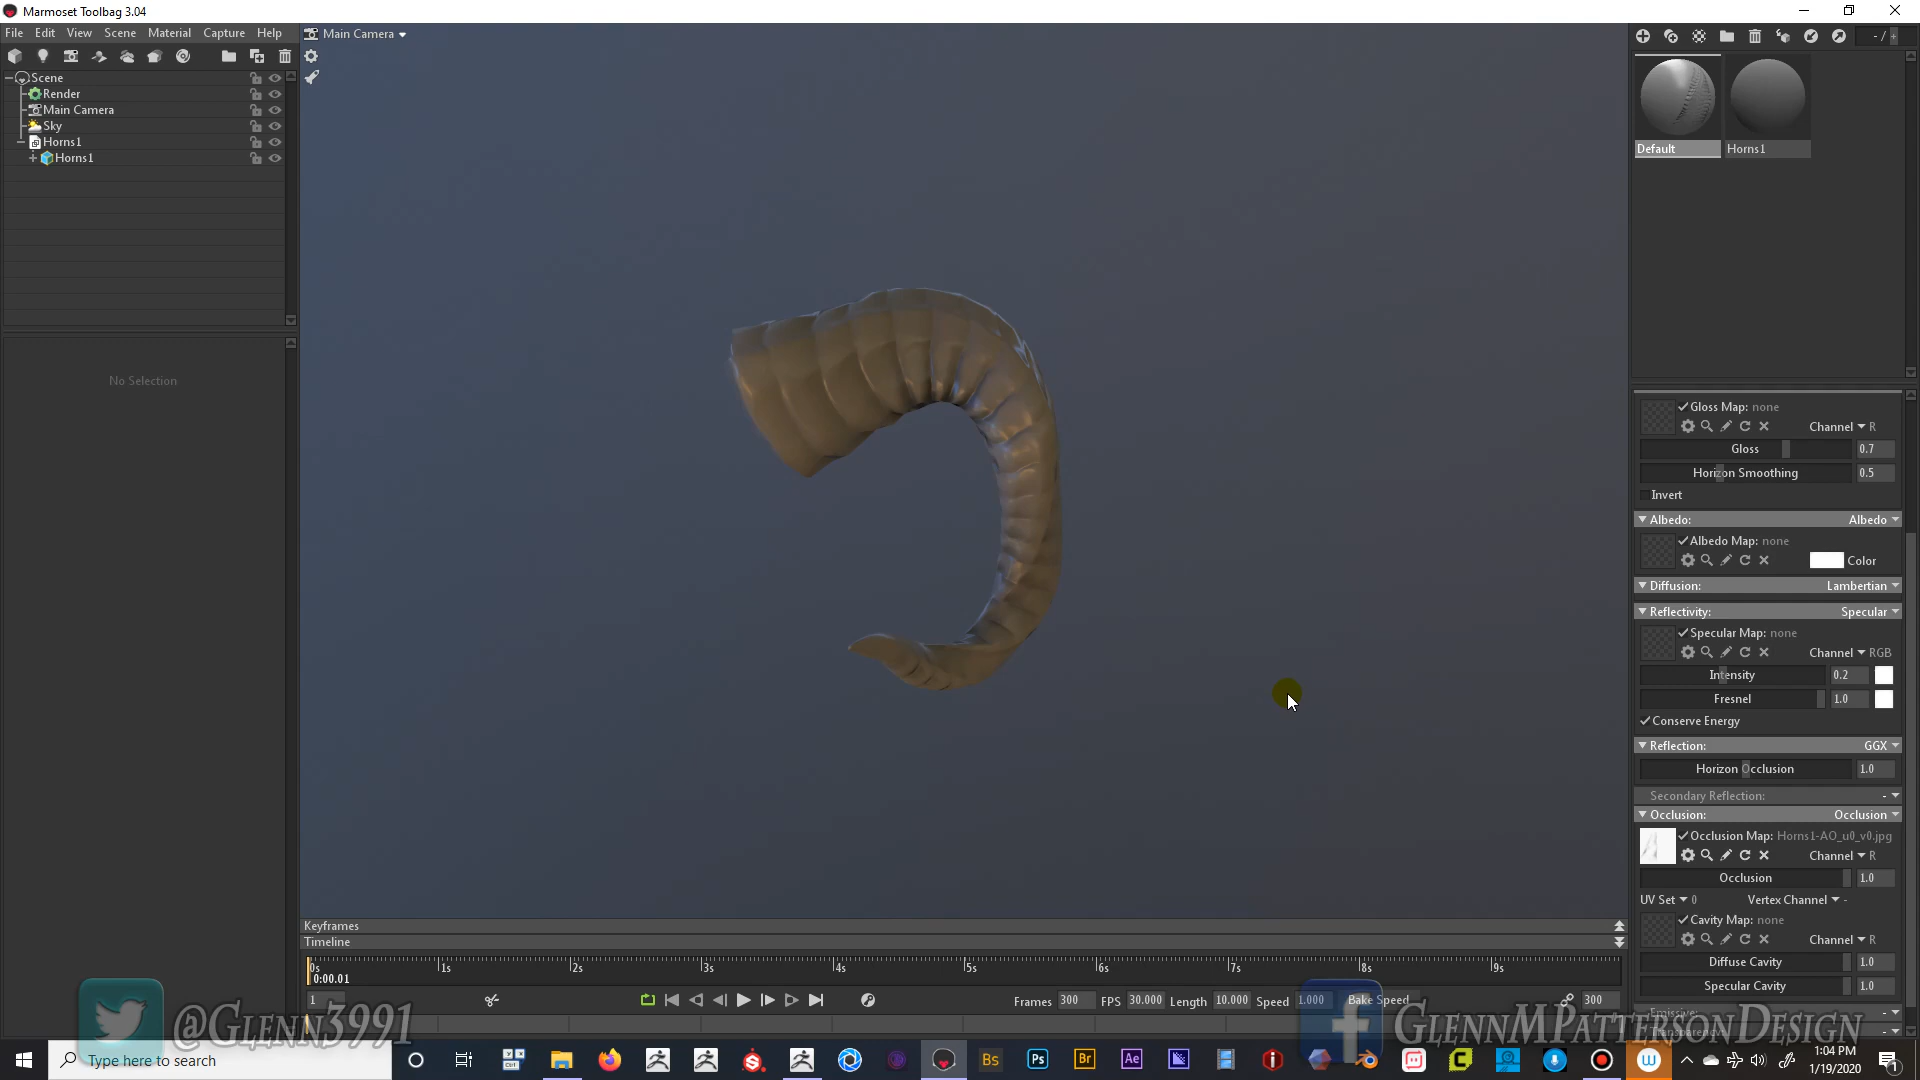 Marmoset Toolbag 3.04
File Edit View Scene Material Capture Help
Main Camera
- / +
Scene
Render
Main Camera
Sky
Horns1
Horns1
Default
Horns1
No Selection
Gloss Map: none
Channel R
Gloss 0.7
Horizon Smoothing 0.5
Invert
Albedo: Albedo
Albedo Map: none
Color
Diffusion: Lambertian
Reflectivity: Specular
Specular Map: none
Channel RGB
Intensity 0.2
Fresnel 1.0
Conserve Energy
Reflection: GGX
Horizon Occlusion 1.0
Secondary Reflection: -
Occlusion: Occlusion
Occlusion Map: Horns1-AO_u0_v0.jpg
Channel R
Occlusion 1.0
UV Set 0 Vertex Channel -
Cavity Map: none
Channel R
Diffuse Cavity 1.0
Specular Cavity 1.0
Emissive: -
Transparency: -
Keyframes
Timeline
0s 1s 2s 3s 4s 5s 6s 7s 8s 9s
0:00.01
1 Frames 300 FPS 30.000 Length 10.000 Speed 1.000 Bake Speed 300
@Glenn3991
GlennMPattersonDesign
Type here to search
Bs Ps Br Ae
1:04 PM
1/19/2020
1